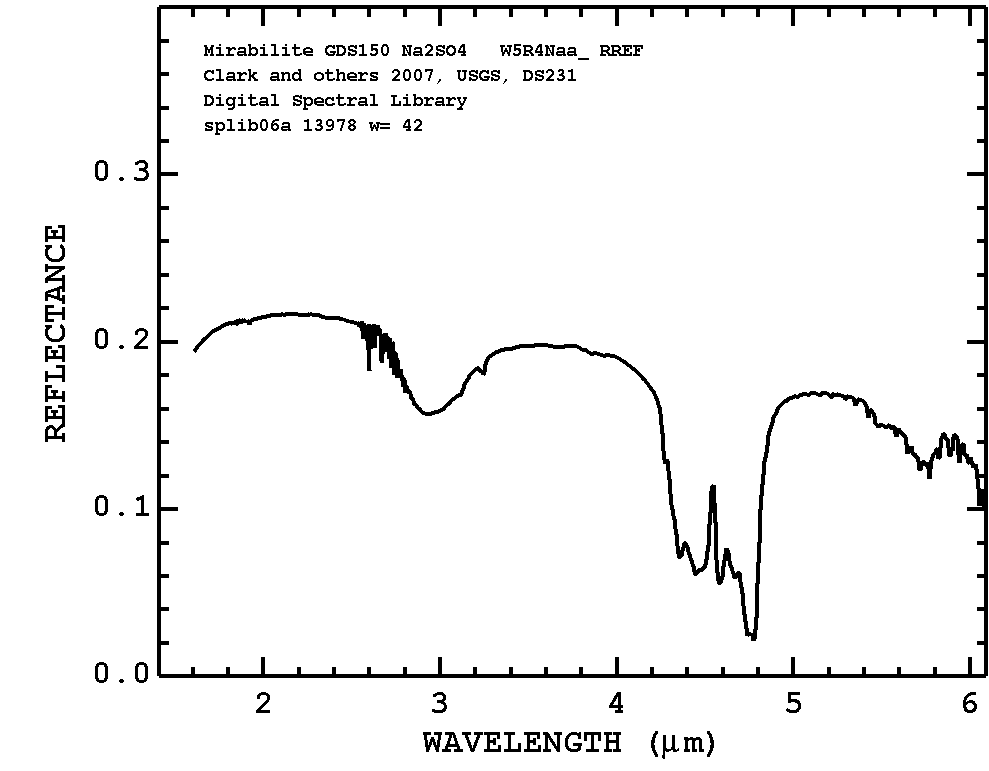 Mirabilite GDS150 Na2SO4 W5R4Naa_ RREF
Clark and others 2007, USGS, DS231
Digital Spectral Library
splib06a 13978 w= 42
0.3
0.2
0.1
0.0
REFLECTANCE
2 3 4 5 6
WAVELENGTH (µm)